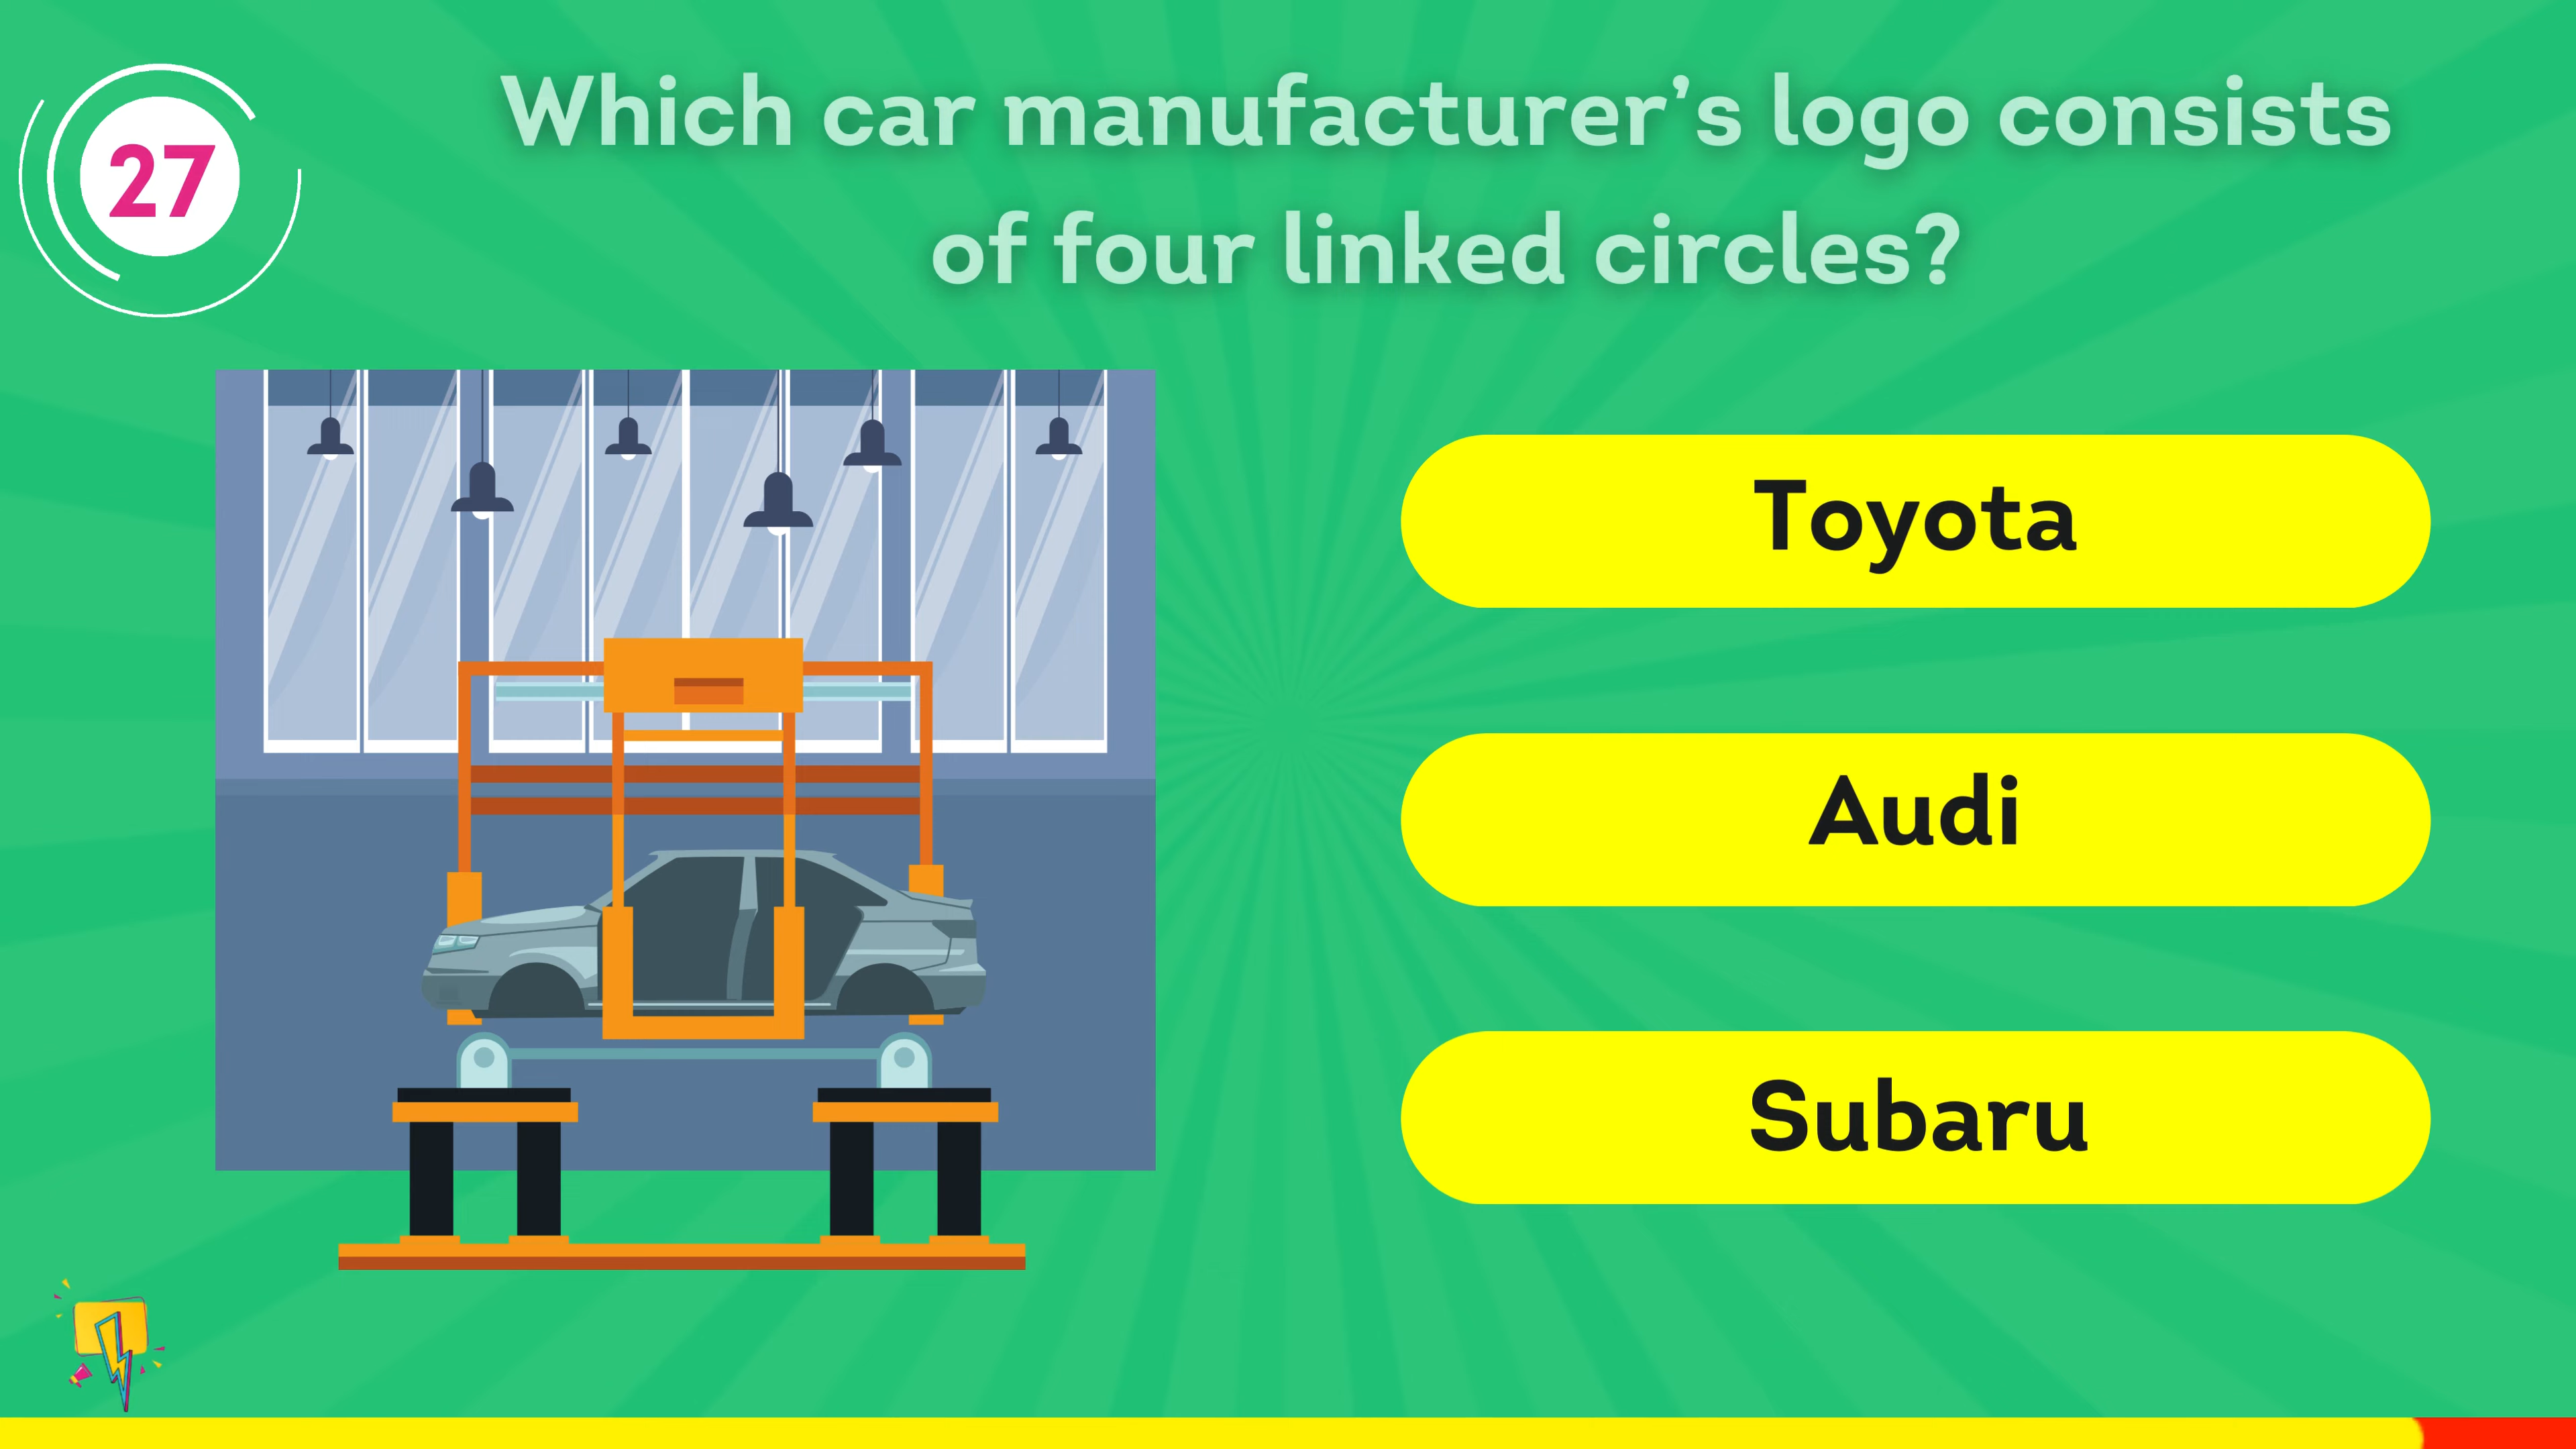 27
Which car manufacturer’s logo consists
of four linked circles?
Toyota
Audi
Subaru